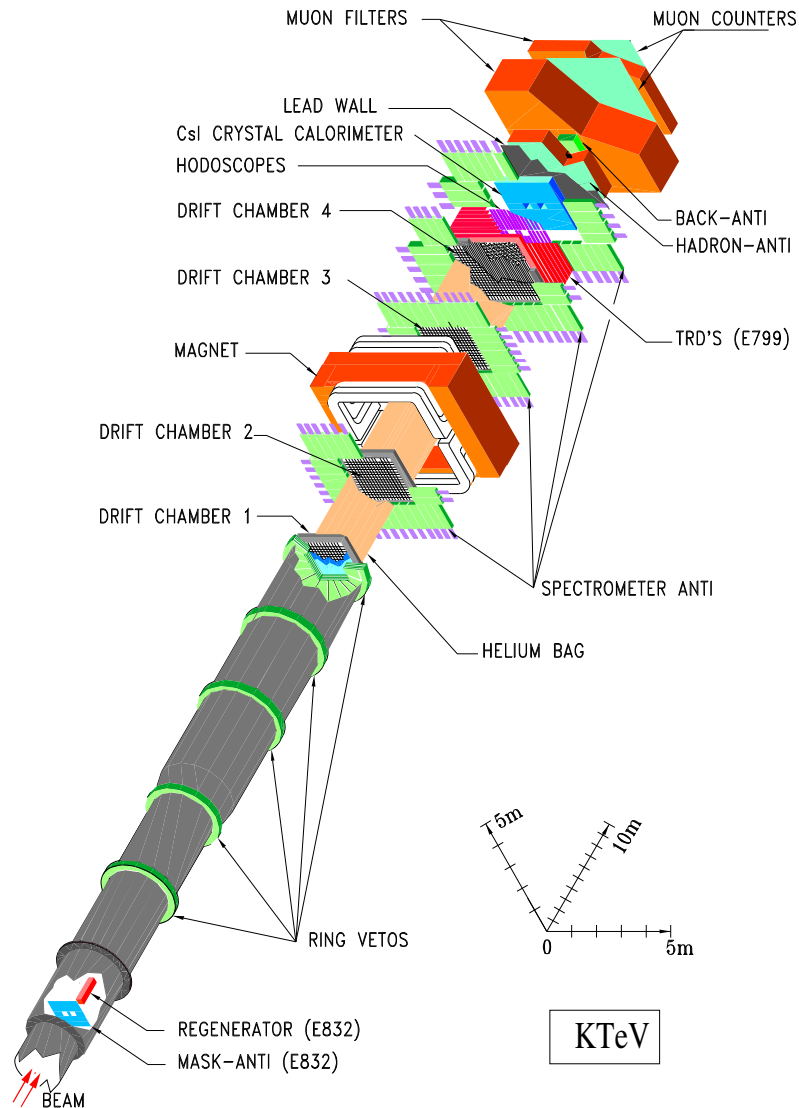 MUON FILTERS
MUON COUNTERS
LEAD WALL
CsI CRYSTAL CALORIMETER
HODOSCOPES
DRIFT CHAMBER 4
BACK-ANTI
HADRON-ANTI
DRIFT CHAMBER 3
TRD'S (E799)
MAGNET
DRIFT CHAMBER 2
DRIFT CHAMBER 1
SPECTROMETER ANTI
HELIUM BAG
5m
10m
0
5m
RING VETOS
REGENERATOR (E832)
MASK-ANTI (E832)
KTeV
BEAM